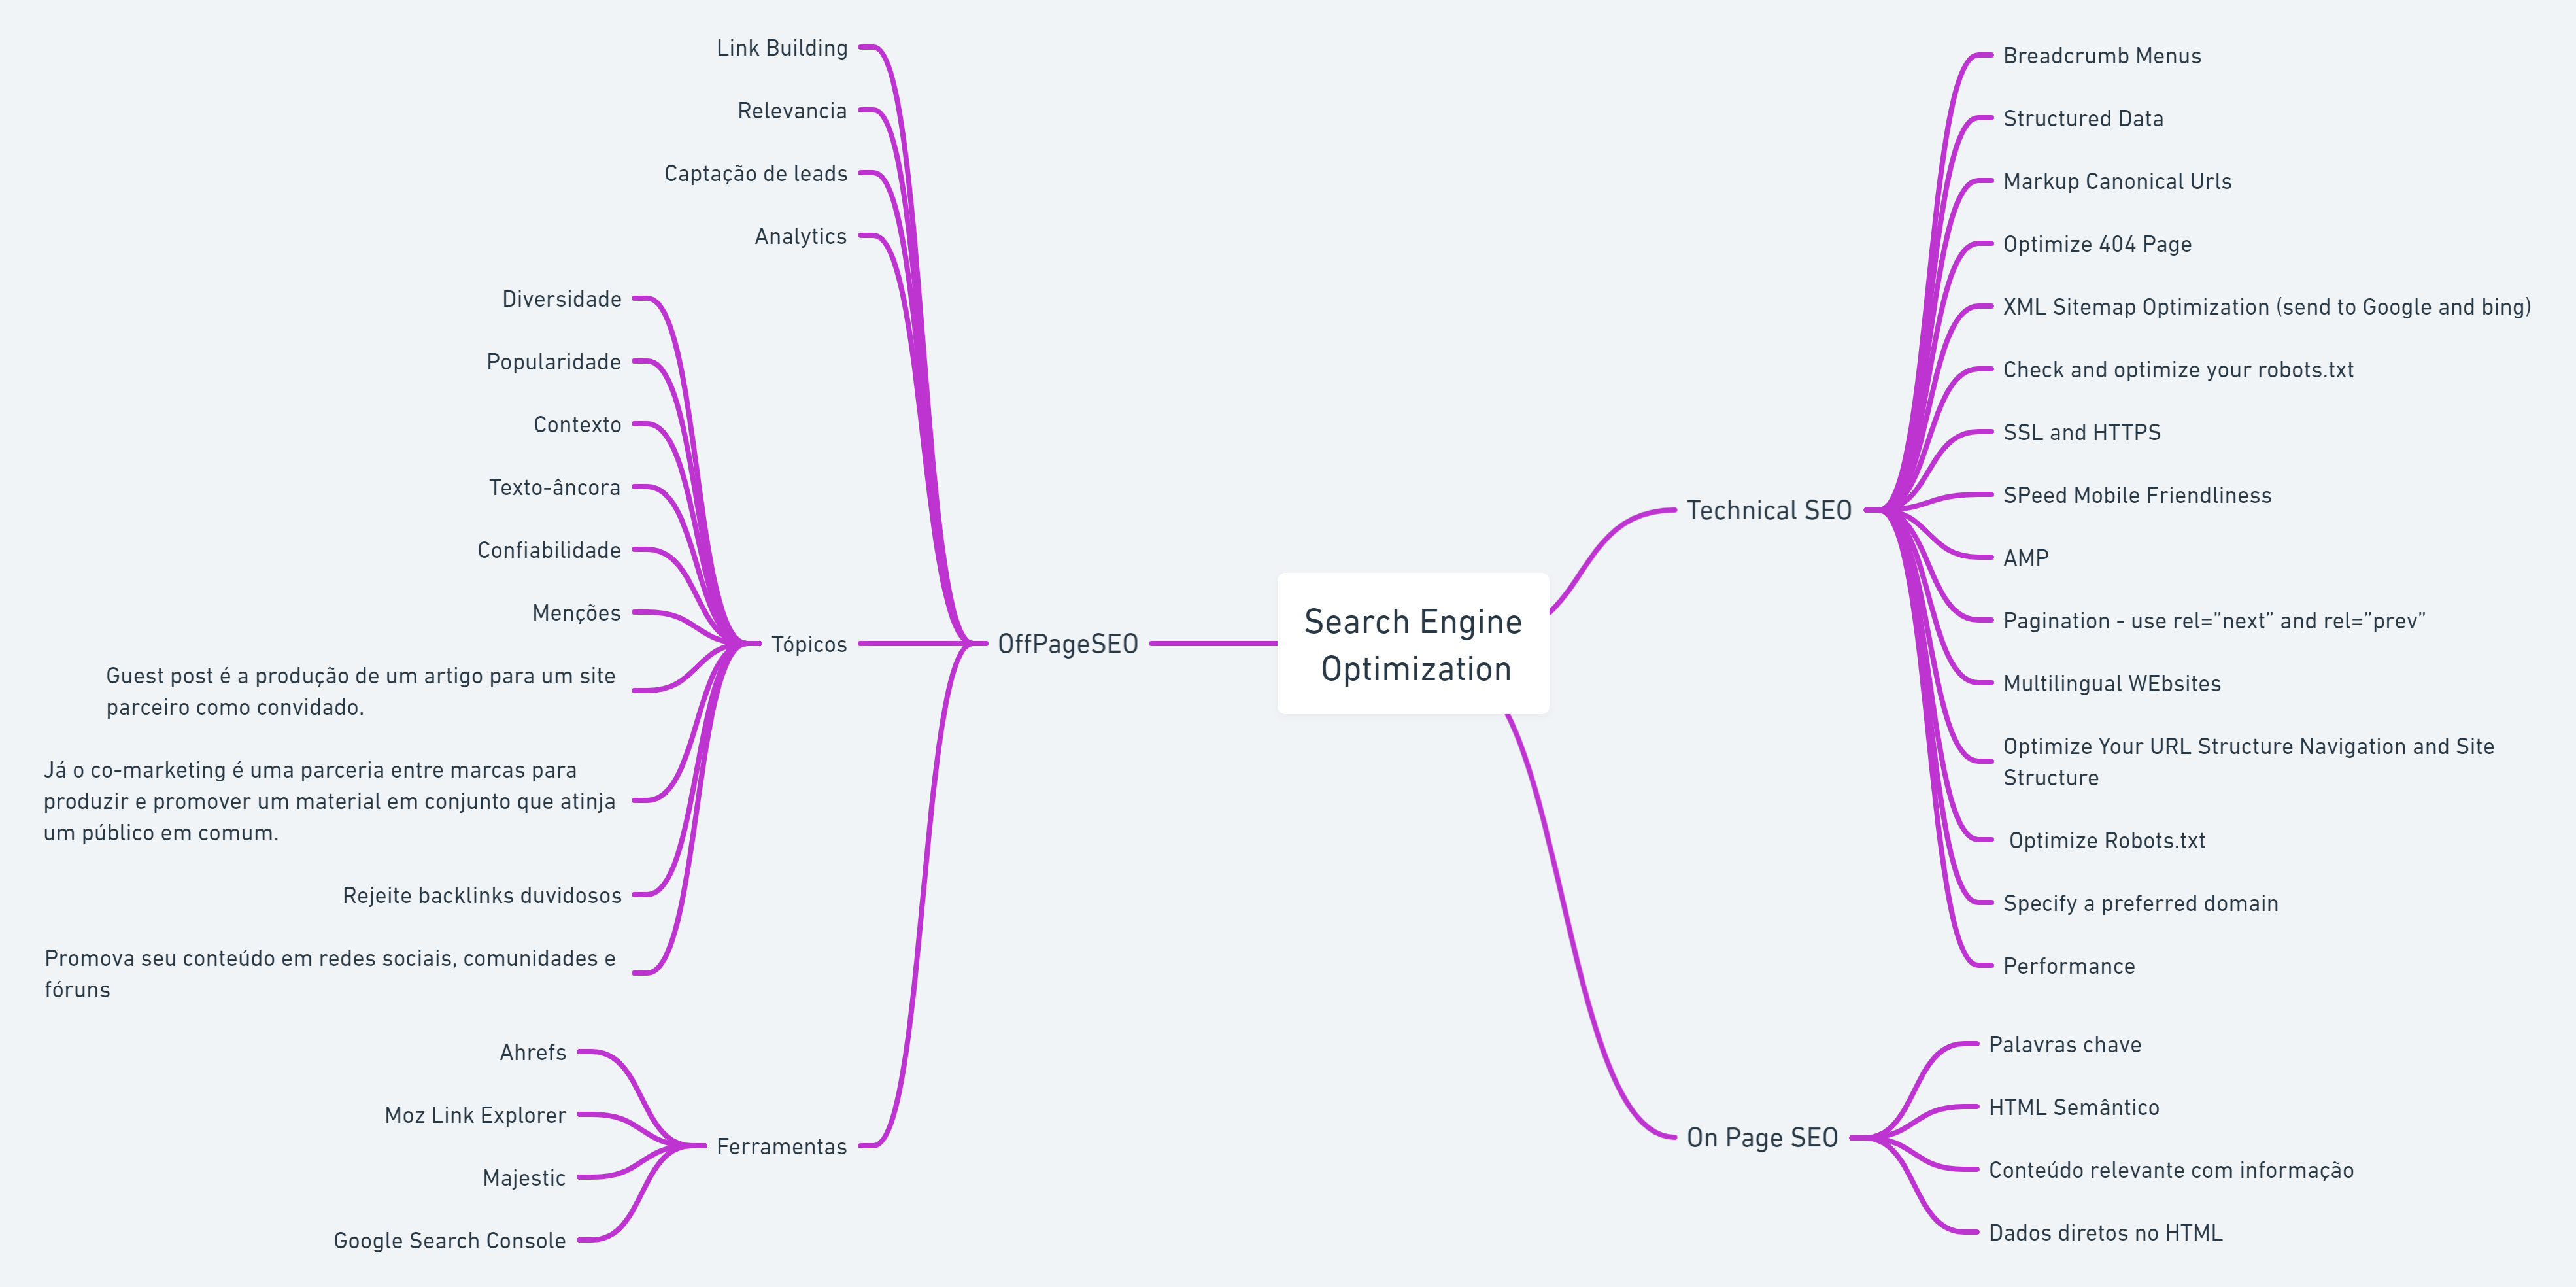 Search Engine
Optimization
Technical SEO
Breadcrumb Menus
Structured Data
Markup Canonical Urls
Optimize 404 Page
XML Sitemap Optimization (send to Google and bing)
Check and optimize your robots.txt
SSL and HTTPS
SPeed Mobile Friendliness
AMP
Pagination - use rel=”next” and rel=”prev”
Multilingual WEbsites
Optimize Your URL Structure Navigation and Site
Structure
Optimize Robots.txt
Specify a preferred domain
Performance
On Page SEO
Palavras chave
HTML Semântico
Conteúdo relevante com informação
Dados diretos no HTML
OffPageSEO
Link Building
Relevancia
Captação de leads
Analytics
Tópicos
Diversidade
Popularidade
Contexto
Texto-âncora
Confiabilidade
Menções
Guest post é a produção de um artigo para um site
parceiro como convidado.
Já o co-marketing é uma parceria entre marcas para
produzir e promover um material em conjunto que atinja
um público em comum.
Rejeite backlinks duvidosos
Promova seu conteúdo em redes sociais, comunidades e
fóruns
Ferramentas
Ahrefs
Moz Link Explorer
Majestic
Google Search Console